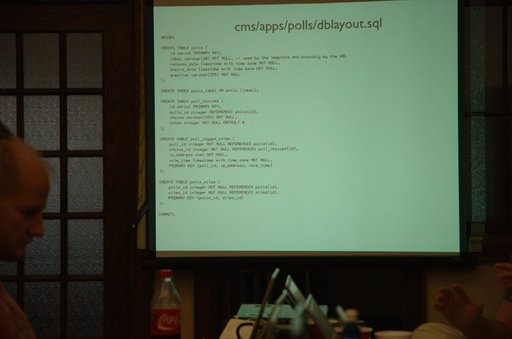 cms/apps/polls/dblayout.sql
BEGIN;
CREATE TABLE polls (
id serial PRIMARY KEY,
label varchar(20) NOT NULL, -- used by the template and possibly by the URL
release_date timestamp with time zone NOT NULL,
expire_date timestamp with time zone NOT NULL,
question varchar(255) NOT NULL
);
CREATE INDEX polls_label ON polls (label);
CREATE TABLE poll_choices (
id serial PRIMARY KEY,
poll_id integer REFERENCES polls(id),
choice varchar(255) NOT NULL,
votes integer NOT NULL DEFAULT 0
);
CREATE TABLE poll_logged_votes (
poll_id integer NOT NULL REFERENCES polls(id),
choice_id integer NOT NULL REFERENCES poll_choices(id),
ip_address inet NOT NULL,
vote_time timestamp with time zone NOT NULL,
PRIMARY KEY (poll_id, ip_address, vote_time)
);
CREATE TABLE polls_sites (
polls_id integer NOT NULL REFERENCES polls(id),
sites_id integer NOT NULL REFERENCES sites(id),
PRIMARY KEY (polls_id, sites_id)
);
COMMIT;
Coca-Cola